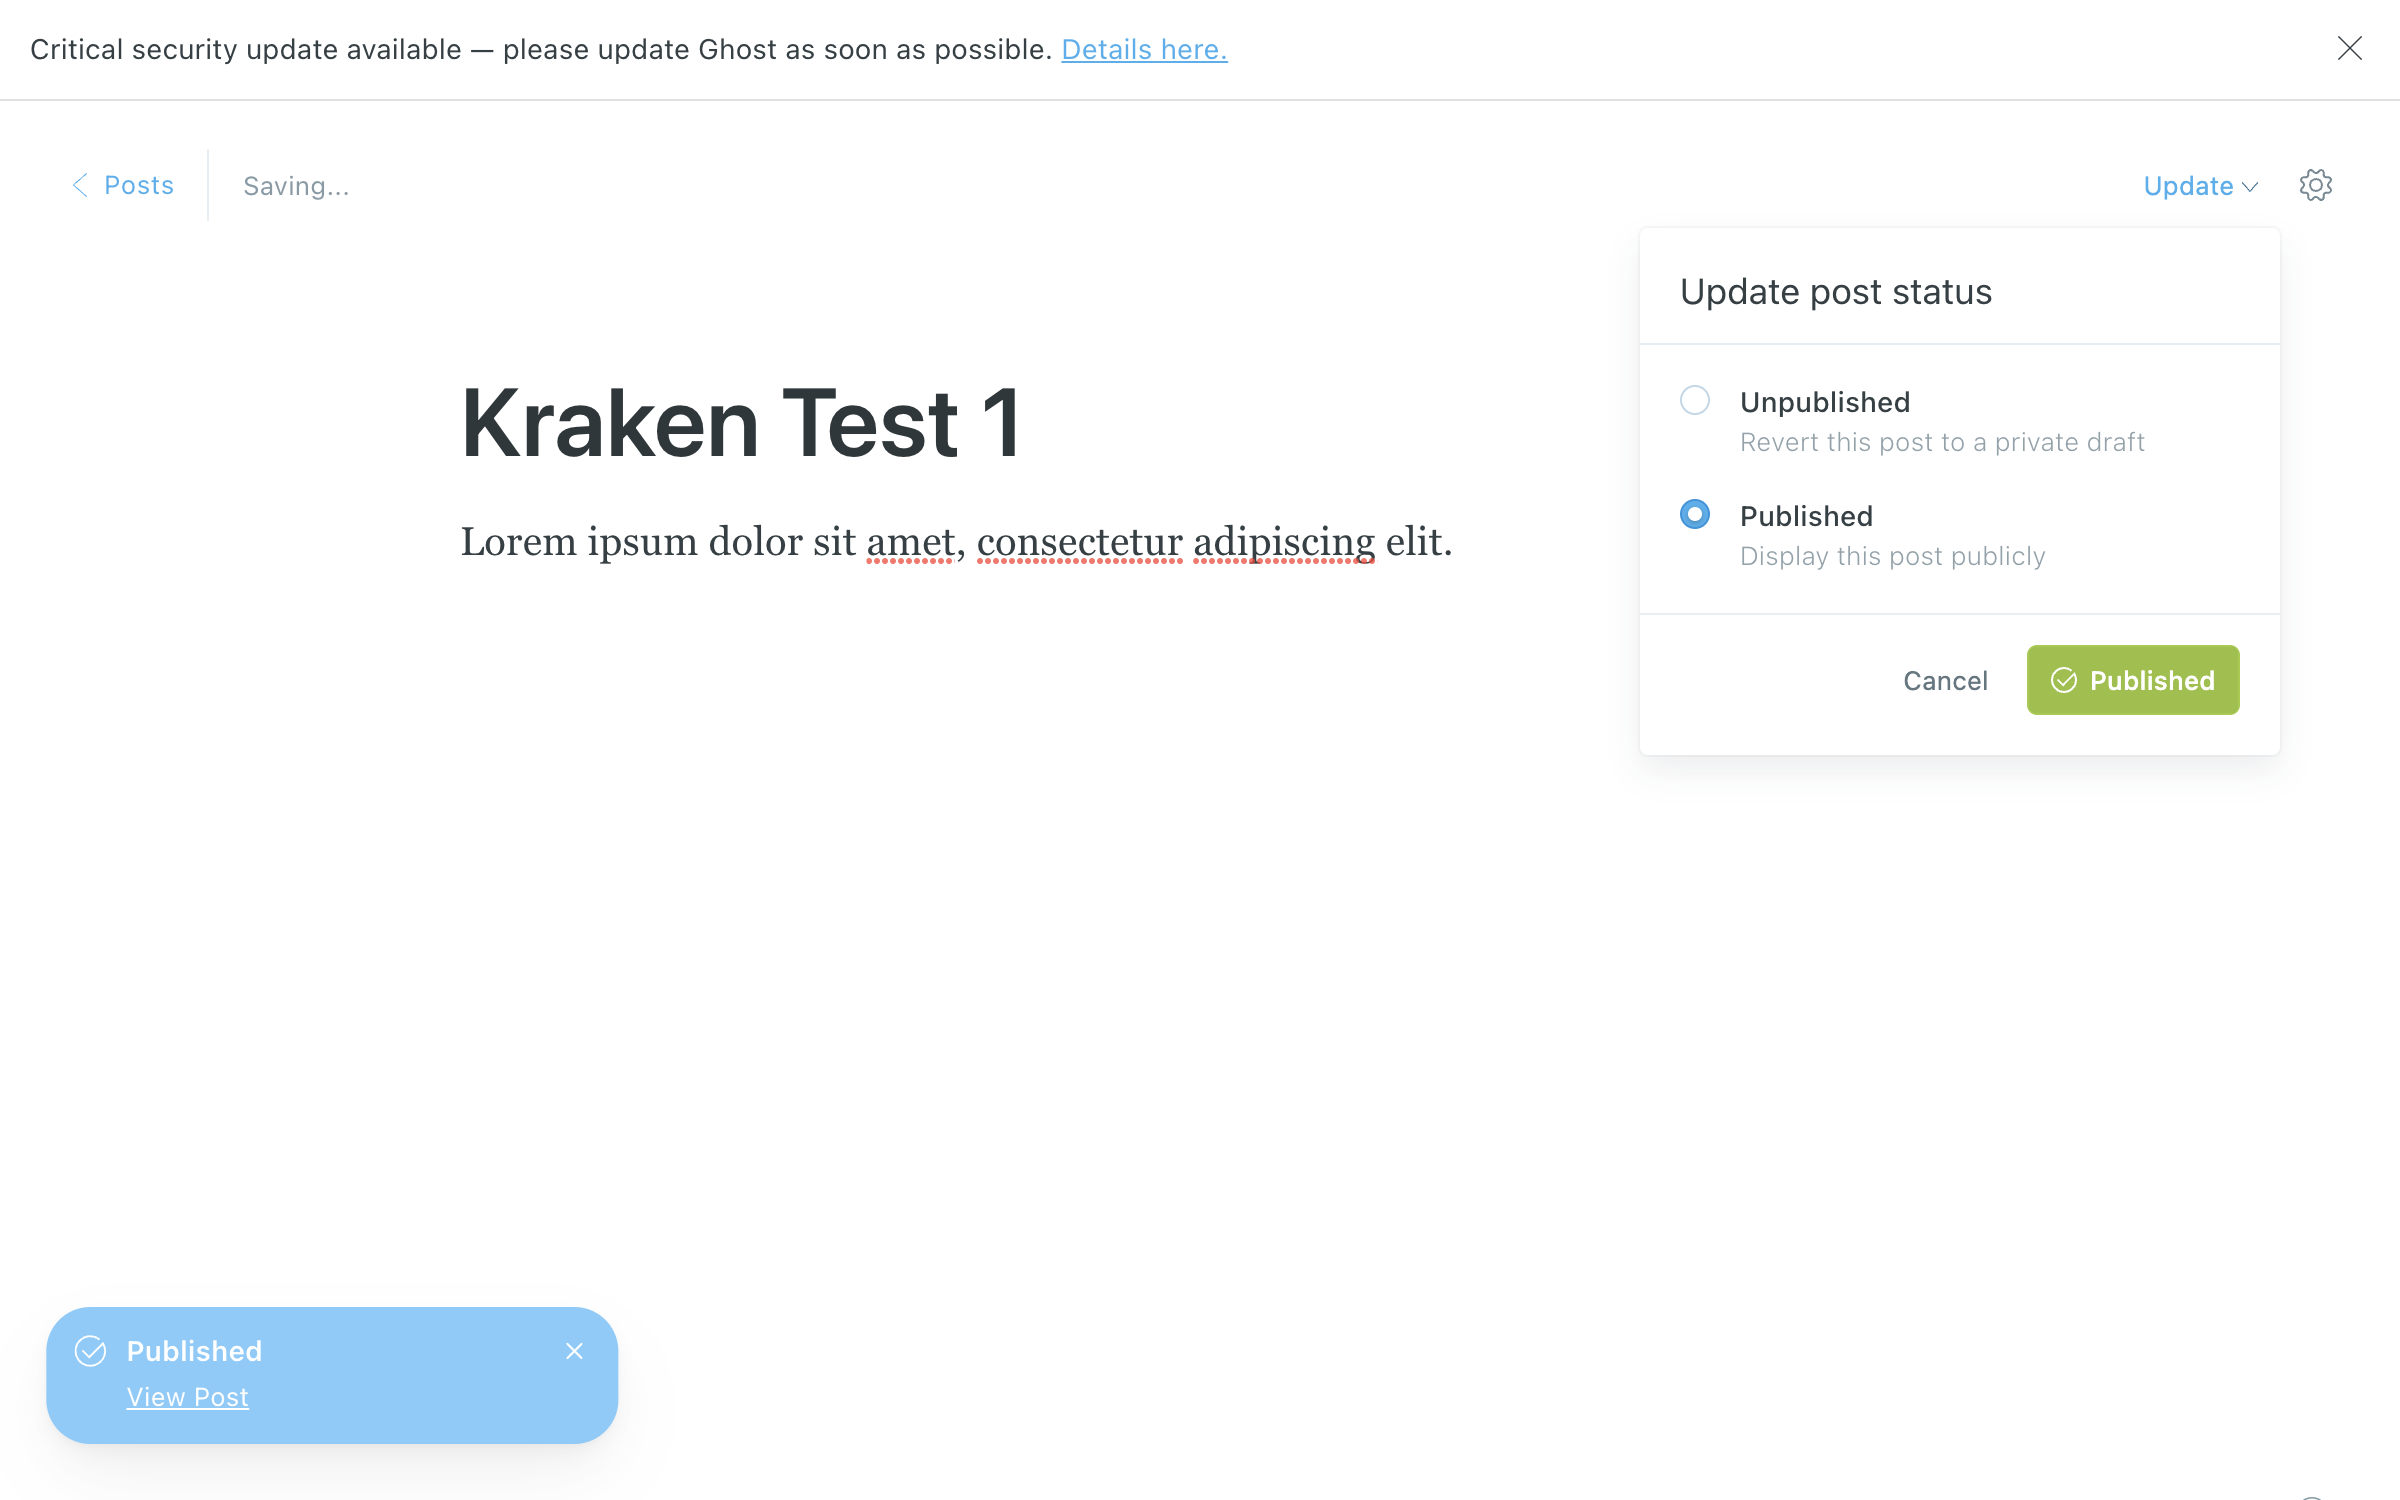 Critical security update available — please update Ghost as soon as possible. Details here.
Posts
Saving...
Update
Update post status
Unpublished
Revert this post to a private draft
Published
Display this post publicly
Cancel
Published
Kraken Test 1
Lorem ipsum dolor sit amet, consectetur adipiscing elit.
Published
View Post